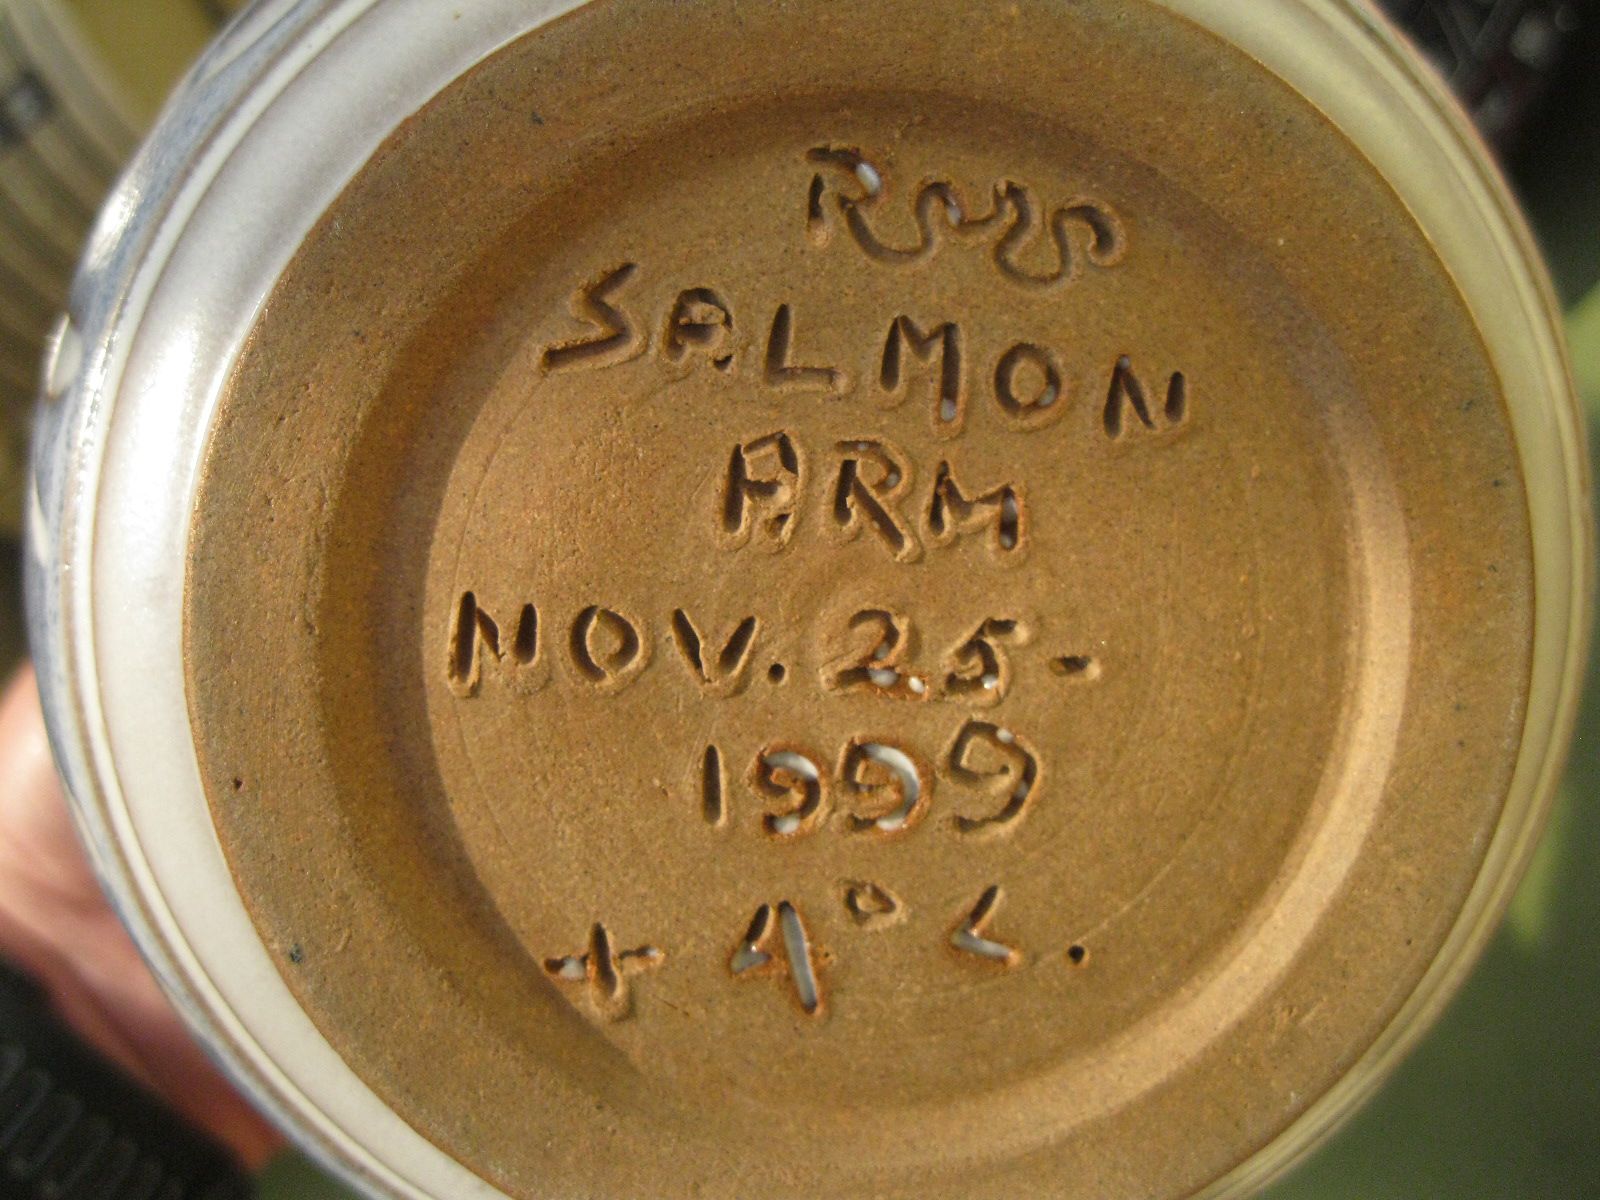 SALMON
ARM
NOV. 25-
1999
+ 4°C.